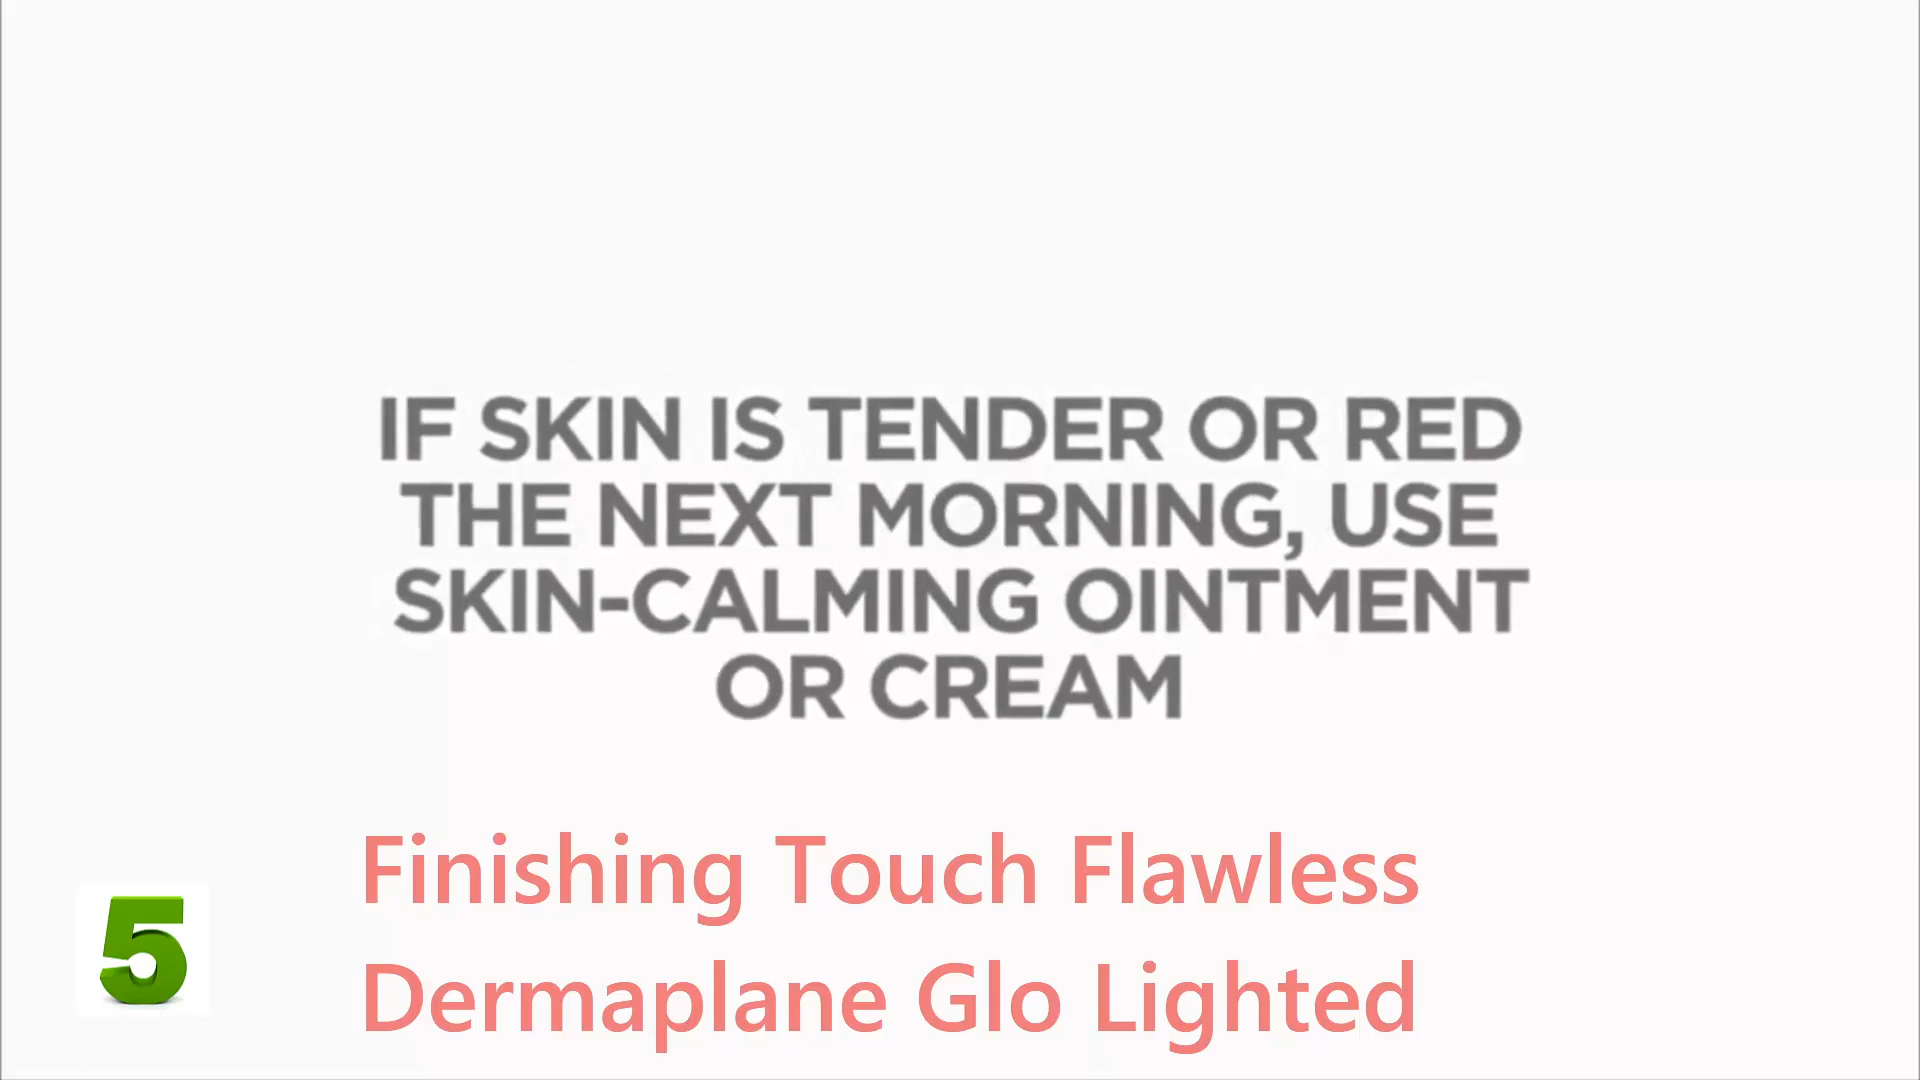 IF SKIN IS TENDER OR RED
THE NEXT MORNING, USE
SKIN-CALMING OINTMENT
OR CREAM
Finishing Touch Flawless
5
Dermaplane Glo Lighted